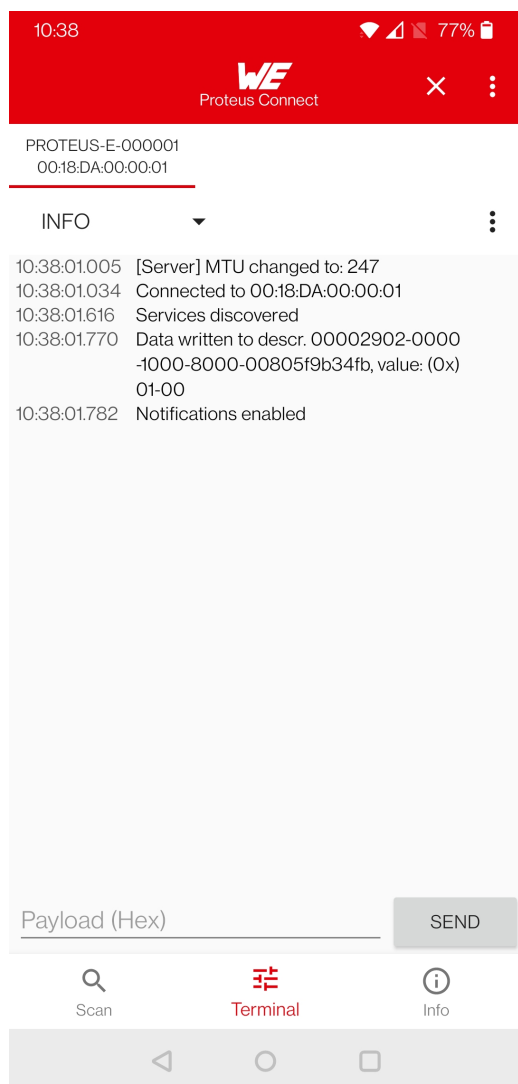 10:38
77%
WE
Proteus Connect
PROTEUS-E-000001
00:18:DA:00:00:01
INFO
10:38:01.005 [Server] MTU changed to: 247
10:38:01.034 Connected to 00:18:DA:00:00:01
10:38:01.616 Services discovered
10:38:01.770 Data written to descr. 00002902-0000
-1000-8000-00805f9b34fb, value: (0x)
01-00
10:38:01.782 Notifications enabled
Payload (Hex)
SEND
Scan
Terminal
Info